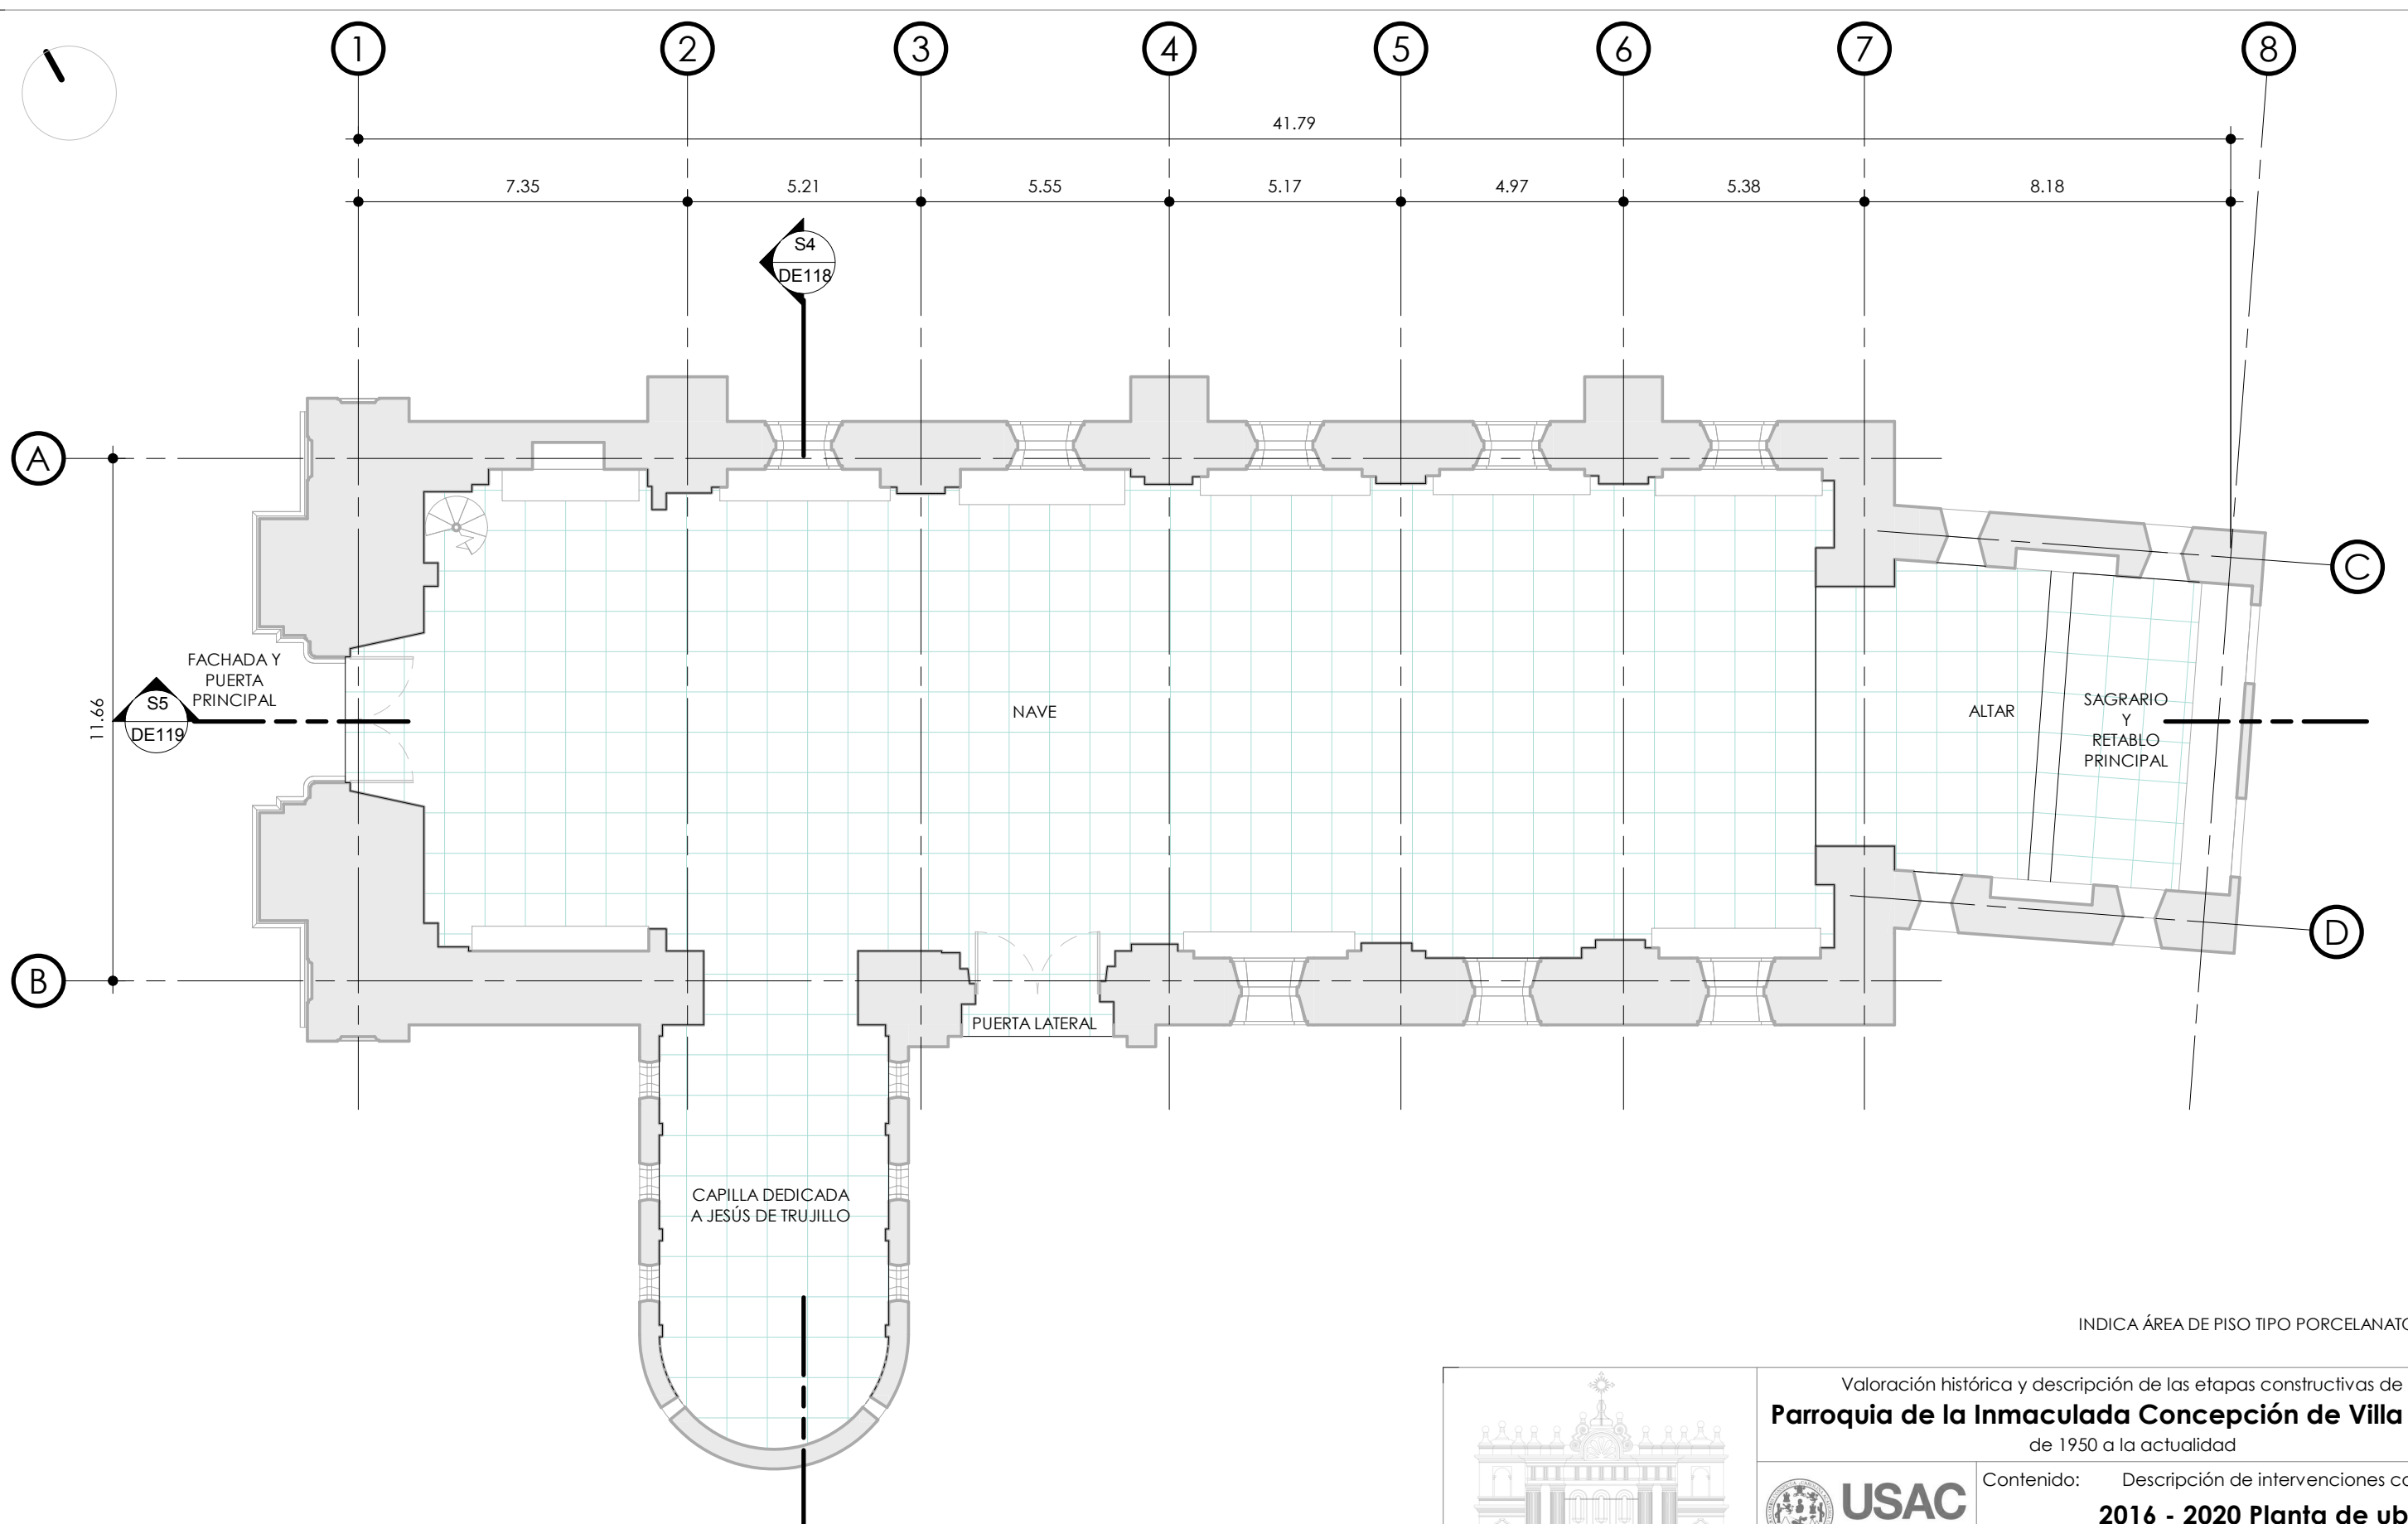 1
2
3
4
5
6
7
8
41.79
7.35
5.21
5.55
5.17
4.97
5.38
8.18
S4
DE118
A
C
FACHADA Y
PUERTA
PRINCIPAL
S5
DE119
11.66
NAVE
ALTAR
SAGRARIO
Y
RETABLO
PRINCIPAL
D
B
PUERTA LATERAL
CAPILLA DEDICADA
A JESÚS DE TRUJILLO
INDICA ÁREA DE PISO TIPO PORCELANATO
Valoración histórica y descripción de las etapas constructivas de
Parroquia de la Inmaculada Concepción de Villa
de 1950 a la actualidad
USAC
Contenido: Descripción de intervenciones
2016 - 2020 Planta de